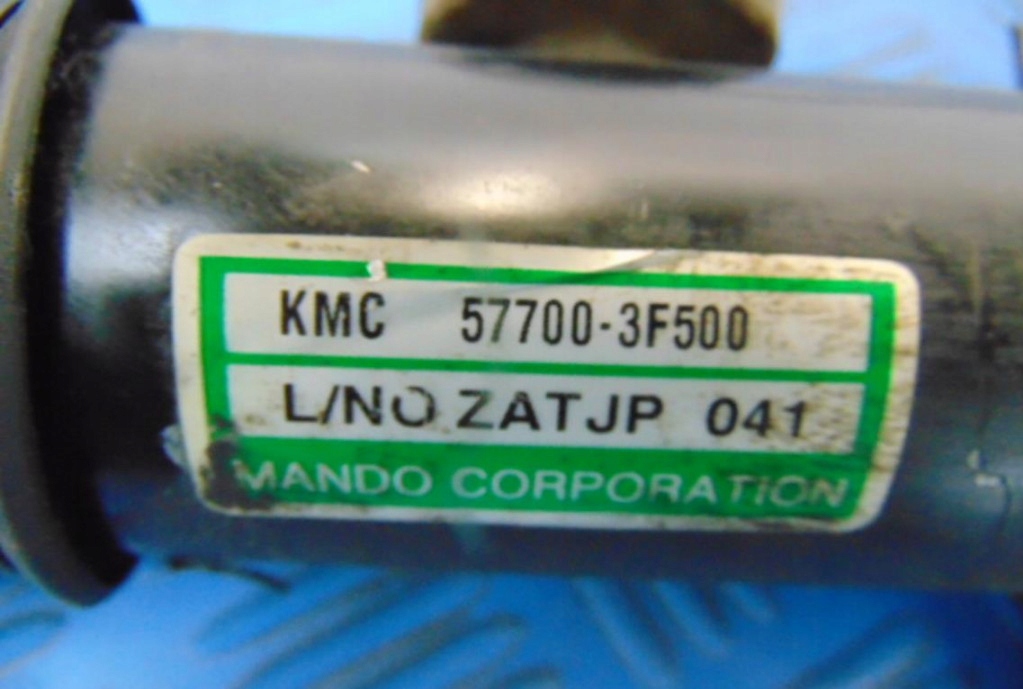 KMC 57700-3F500
L/NO ZATJP 041
MANDO CORPORATION